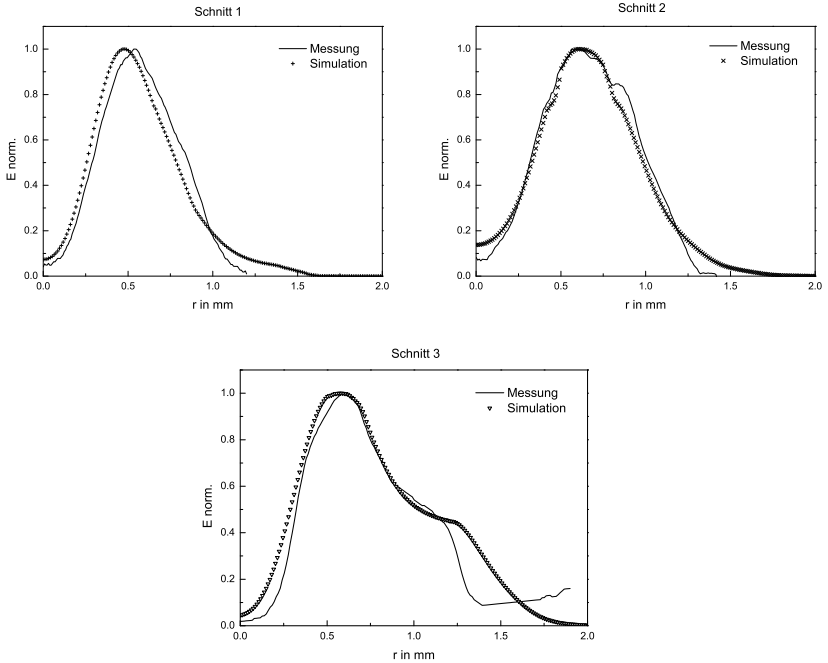 Schnitt 1
Messung
Simulation
E norm.
1.0
0.8
0.6
0.4
0.2
0.0
0.0 0.5 1.0 1.5 2.0
r in mm
Schnitt 2
Messung
Simulation
E norm.
1.0
0.8
0.6
0.4
0.2
0.0
0.0 0.5 1.0 1.5 2.0
r in mm
Schnitt 3
Messung
Simulation
E norm.
1.0
0.8
0.6
0.4
0.2
0.0
0.0 0.5 1.0 1.5 2.0
r in mm